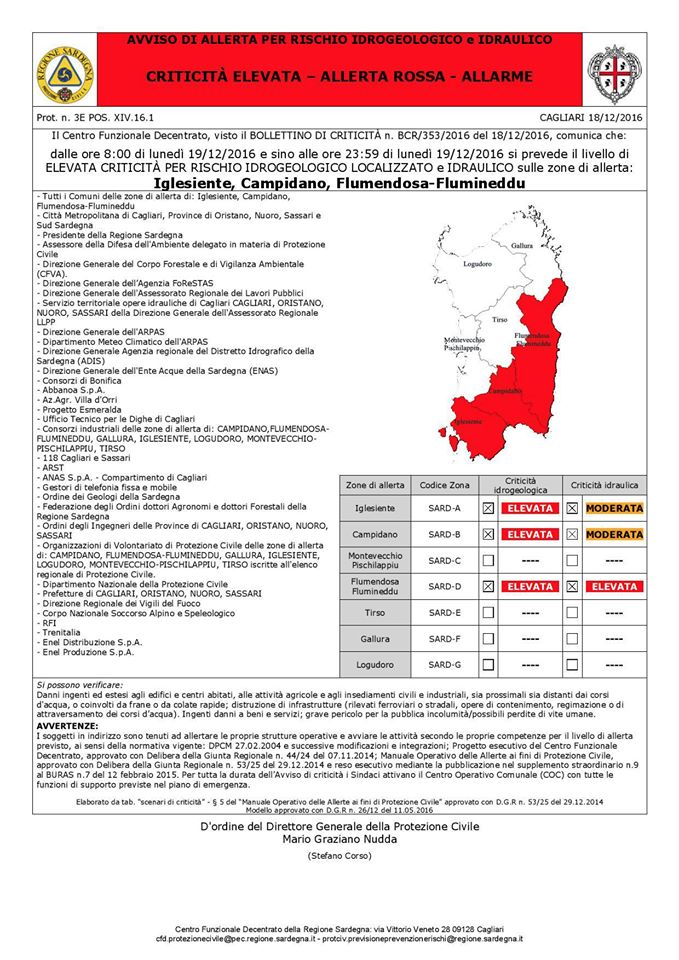 AVVISO DI ALLERTA PER RISCHIO IDROGEOLOGICO e IDRAULICO
CRITICITÀ ELEVATA – ALLERTA ROSSA - ALLARME
Prot. n. 3E POS. XIV.16.1
CAGLIARI 18/12/2016
Il Centro Funzionale Decentrato, visto il BOLLETTINO DI CRITICITÀ n. BCR/353/2016 del 18/12/2016, comunica che:
dalle ore 8:00 di lunedì 19/12/2016 e sino alle ore 23:59 di lunedì 19/12/2016 si prevede il livello di
ELEVATA CRITICITÀ PER RISCHIO IDROGEOLOGICO LOCALIZZATO e IDRAULICO sulle zone di allerta:
Iglesiente, Campidano, Flumendosa-Flumineddu
- Tutti i Comuni delle zone di allerta di: Iglesiente, Campidano,
Flumendosa-Flumineddu
- Città Metropolitana di Cagliari, Province di Oristano, Nuoro, Sassari e
Sud Sardegna
- Presidente della Regione Sardegna
- Assessore della Difesa dell'Ambiente delegato in materia di Protezione
Civile
- Direzione Generale del Corpo Forestale e di Vigilanza Ambientale
(CFVA).
- Direzione Generale dell'Agenzia FoReSTAS
- Direzione Generale dell'Assessorato Regionale dei Lavori Pubblici
- Servizio territoriale opere idrauliche di Cagliari CAGLIARI, ORISTANO,
NUORO, SASSARI della Direzione Generale dell'Assessorato Regionale
LLPP
- Direzione Generale dell'ARPAS
- Dipartimento Meteo Climatico dell'ARPAS
- Direzione Generale Agenzia regionale del Distretto Idrografico della
Sardegna (ADIS)
- Direzione Generale dell'Ente Acque della Sardegna (ENAS)
- Consorzi di Bonifica
- Abbanoa S.p.A.
- Az.Agr. Villa d'Orri
- Progetto Esmeralda
- Ufficio Tecnico per le Dighe di Cagliari
- Consorzi industriali delle zone di allerta di: CAMPIDANO,FLUMENDOSA-
FLUMINEDDU, GALLURA, IGLESIENTE, LOGUDORO, MONTEVECCHIO-
PISCHILAPPIU, TIRSO
- 118 Cagliari e Sassari
- ARST
- ANAS S.p.A. - Compartimento di Cagliari
- Gestori di telefonia fissa e mobile
- Ordine dei Geologi della Sardegna
- Federazione degli Ordini dottori Agronomi e dottori Forestali della
Regione Sardegna
- Ordini degli Ingegneri delle Province di CAGLIARI, ORISTANO, NUORO,
SASSARI
- Organizzazioni di Volontariato di Protezione Civile delle zone di allerta
di: CAMPIDANO, FLUMENDOSA-FLUMINEDDU, GALLURA, IGLESIENTE,
LOGUDORO, MONTEVECCHIO-PISCHILAPPIU, TIRSO iscritte all'elenco
regionale di Protezione Civile.
- Dipartimento Nazionale della Protezione Civile
- Prefetture di CAGLIARI, ORISTANO, NUORO, SASSARI
- Direzione Regionale dei Vigili del Fuoco
- Corpo Nazionale Soccorso Alpino e Speleologico
- RFI
- Trenitalia
- Enel Distribuzione S.p.A.
- Enel Produzione S.p.A.
Gallura
Logudoro
Tirso
Montevecchio
Pischilappiu
Flumendosa
Flumineddu
Campidano
Iglesiente
Zone di allerta Codice Zona Criticità idrogeologica Criticità idraulica
Iglesiente SARD-A ☒ ELEVATA ☒ MODERATA
Campidano SARD-B ☒ ELEVATA ☒ MODERATA
Montevecchio Pischilappiu SARD-C ☐ ---- ☐ ----
Flumendosa Flumineddu SARD-D ☒ ELEVATA ☒ ELEVATA
Tirso SARD-E ☐ ---- ☐ ----
Gallura SARD-F ☐ ---- ☐ ----
Logudoro SARD-G ☐ ---- ☐ ----
Si possono verificare:
Danni ingenti ed estesi agli edifici e centri abitati, alle attività agricole e agli insediamenti civili e industriali, sia prossimali sia distanti dai corsi
d'acqua, o coinvolti da frane o da colate rapide; distruzione di infrastrutture (rilevati ferroviari o stradali, opere di contenimento, regimazione o di
attraversamento dei corsi d'acqua). Ingenti danni a beni e servizi; grave pericolo per la pubblica incolumità/possibili perdite di vite umane.
AVVERTENZE:
I soggetti in indirizzo sono tenuti ad allertare le proprie strutture operative e avviare le attività secondo le proprie competenze per il livello di allerta
previsto, ai sensi della normativa vigente: DPCM 27.02.2004 e successive modificazioni e integrazioni; Progetto esecutivo del Centro Funzionale
Decentrato, approvato con Delibera della Giunta Regionale n. 44/24 del 07.11.2014; Manuale Operativo delle Allerte ai fini di Protezione Civile,
approvato con Delibera della Giunta Regionale n. 53/25 del 29.12.2014 e reso esecutivo mediante la pubblicazione nel supplemento straordinario n.9
al BURAS n.7 del 12 febbraio 2015. Per tutta la durata dell'Avviso di criticità i Sindaci attivano il Centro Operativo Comunale (COC) con tutte le
funzioni di supporto previste nel piano di emergenza.
Elaborato da tab. "scenari di criticità" - § 5 del "Manuale Operativo delle Allerte ai fini di Protezione Civile" approvato con D.G.R n. 53/25 del 29.12.2014
Modello approvato con D.G.R n. 26/12 del 11.05.2016
D'ordine del Direttore Generale della Protezione Civile
Mario Graziano Nudda
(Stefano Corso)
Centro Funzionale Decentrato della Regione Sardegna: via Vittorio Veneto 28 09128 Cagliari
cfd.protezionecivile@pec.regione.sardegna.it - protciv.previsioneprevenzionerischi@regione.sardegna.it